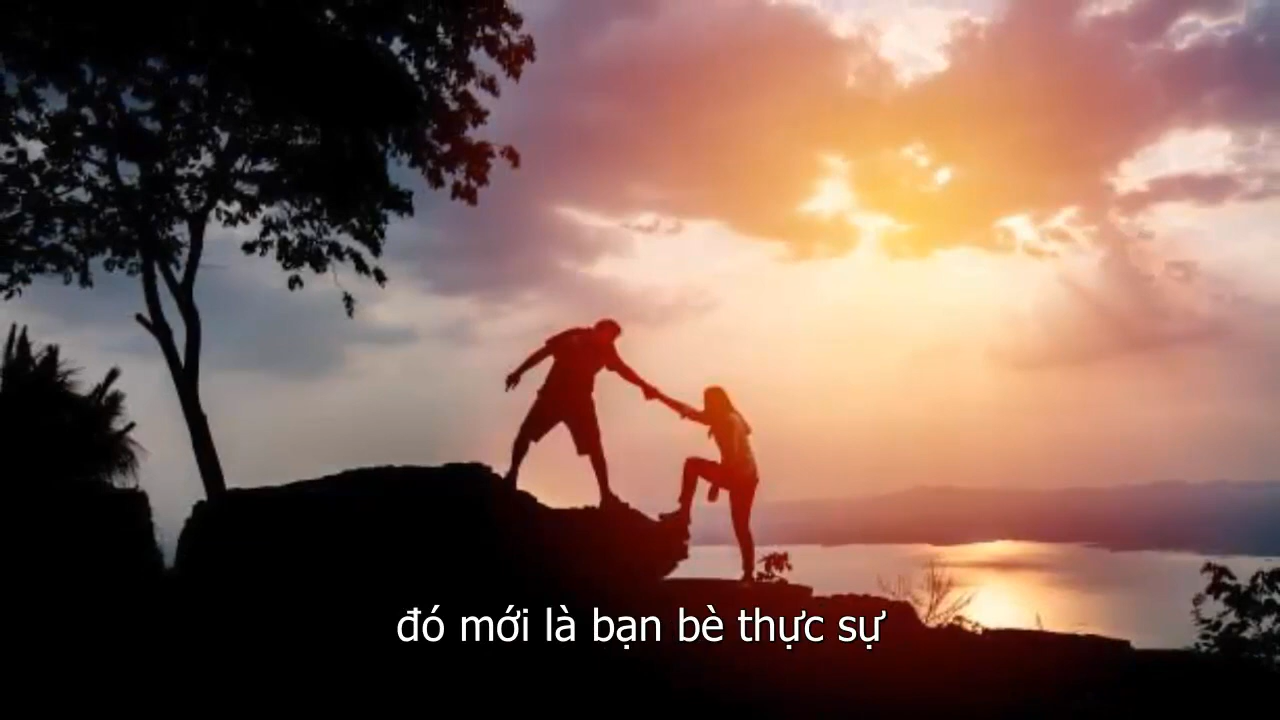 đó mới là bạn bè thực sự